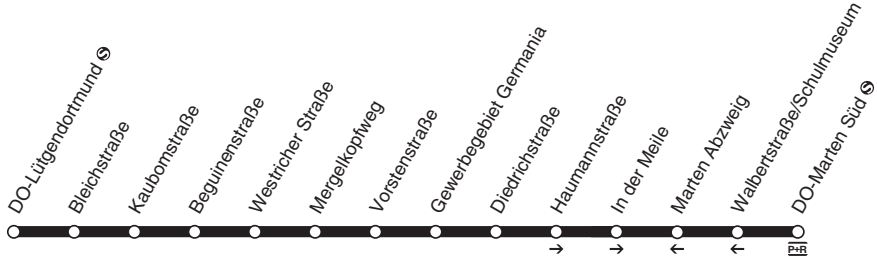 DO-Lütgendortmund S
Bleichstraße
Kaubomstraße
Beguinenstraße
Westricher Straße
Mergelkopfweg
Vorstenstraße
Gewerbegebiet Germania
Diedrichstraße
Haumannstraße
In der Meile
Marten Abzweig
Walbertstraße/Schulmuseum
DO-Marten Süd S
P+R